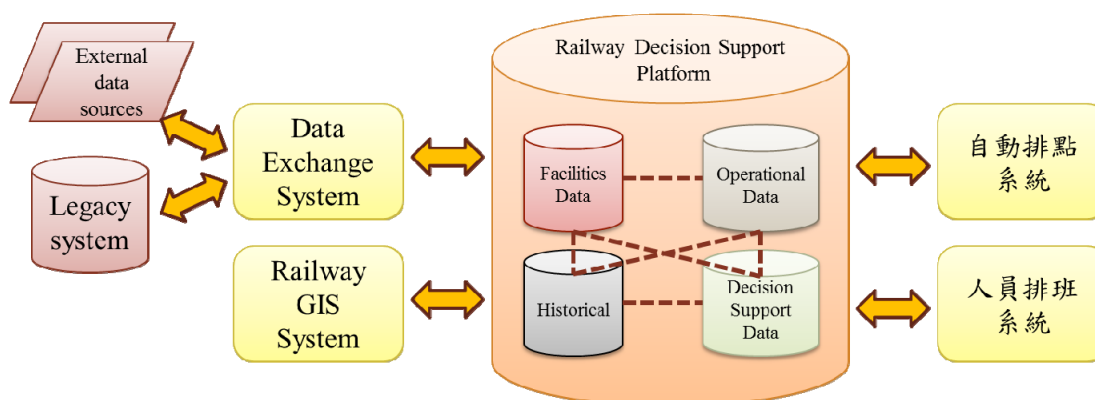 External
data
sources
Legacy
system
Data
Exchange
System
Railway
GIS
System
Railway Decision Support
Platform
Facilitics
Data
Operational
Data
Historical
Decision
Support
Data
自動排點
系統
人員排班
系統